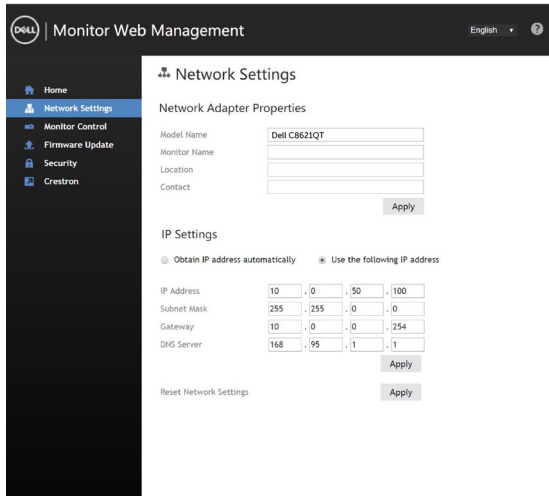 DELL | Monitor Web Management
English
?
Home
Network Settings
Monitor Control
Firmware Update
Security
Crestron
Network Settings
Network Adapter Properties
Model Name Dell C8621QT
Monitor Name
Location
Contact
Apply
IP Settings
Obtain IP address automatically Use the following IP address
IP Address 10 . 0 . 50 . 100
Subnet Mask 255 . 255 . 0 . 0
Gateway 10 . 0 . 0 . 254
DNS Server 168 . 95 . 1 . 1
Apply
Reset Network Settings Apply